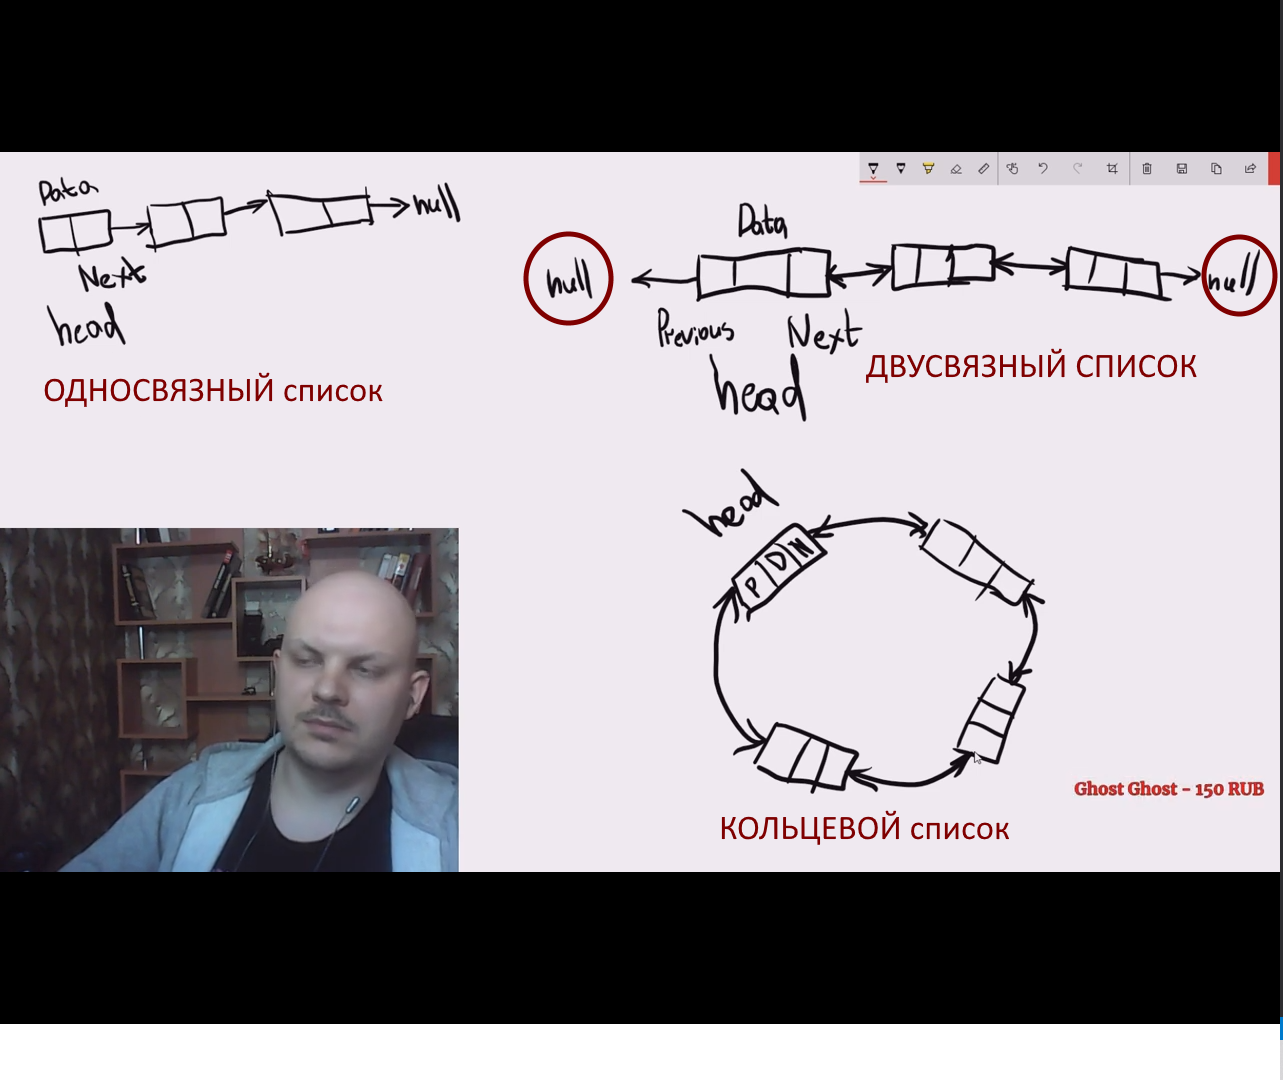 Data
null
Next
head
ОДНОСВЯЗНЫЙ список
Data
null
null
Previous
Next
head
ДВУСВЯЗНЫЙ СПИСОК
head
P D N
Ghost Ghost - 150 RUB
КОЛЬЦЕВОЙ список